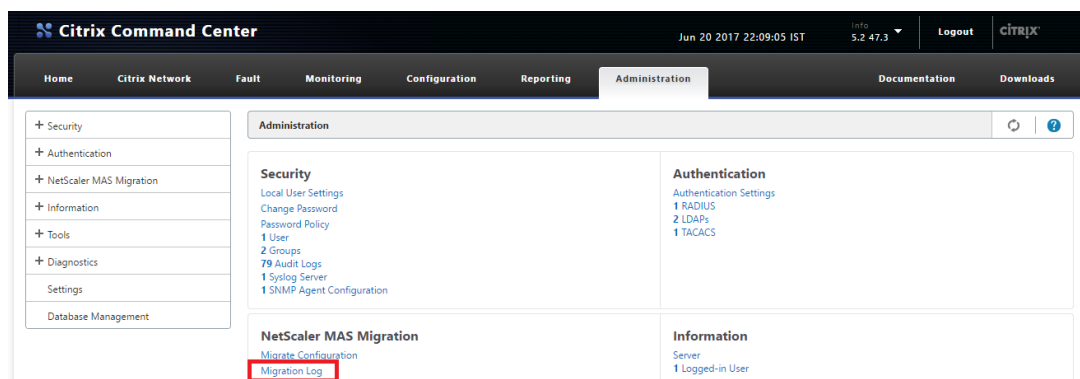 Citrix Command Center
Jun 20 2017 22:09:05 IST
Info
5.2 47.3
Logout
CITRIX
Home
Citrix Network
Fault
Monitoring
Configuration
Reporting
Administration
Documentation
Downloads
+ Security
+ Authentication
+ NetScaler MAS Migration
+ Information
+ Tools
+ Diagnostics
Settings
Database Management
Administration
?
Security
Local User Settings
Change Password
Password Policy
1 User
2 Groups
79 Audit Logs
1 Syslog Server
1 SNMP Agent Configuration
Authentication
Authentication Settings
1 RADIUS
2 LDAPs
1 TACACS
NetScaler MAS Migration
Migrate Configuration
Migration Log
Information
Server
1 Logged-in User